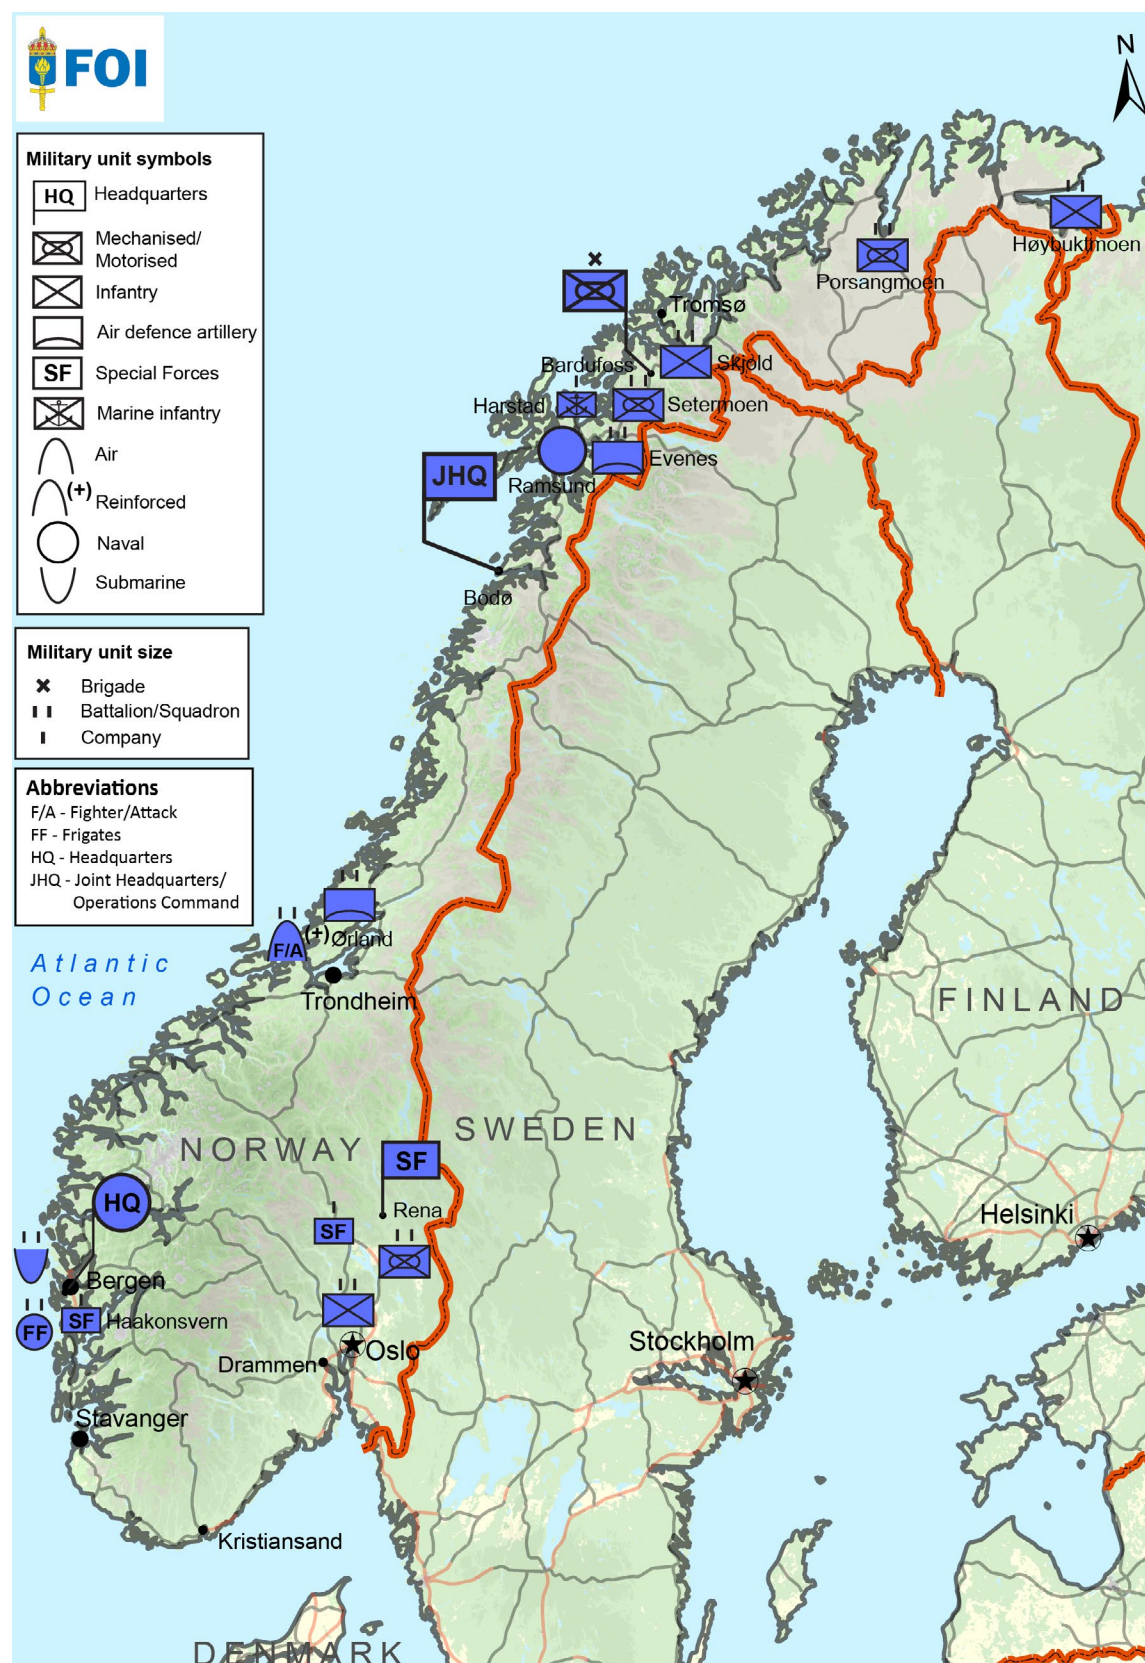 FOI
N
Military unit symbols
HQ Headquarters
Mechanised/
Motorised
Infantry
Air defence artillery
SF Special Forces
Marine infantry
Air
(+) Reinforced
Naval
Submarine
Military unit size
Brigade
Battalion/Squadron
Company
Abbreviations
F/A - Fighter/Attack
FF - Frigates
HQ - Headquarters
JHQ - Joint Headquarters/
Operations Command
Høybuktmoen
Porsangmoen
Tromsø
Bardufoss
Skjold
Harstad
Setermoen
Evenes
JHQ
Ramsund
Bodø
(+) Ørland
F/A
Atlantic
Ocean
Trondheim
FINLAND
SWEDEN
NORWAY
SF
HQ
Rena
SF
Helsinki
Bergen
SF
Haakonsvern
FF
Oslo
Stockholm
Drammen
Stavanger
Kristiansand
DENMARK